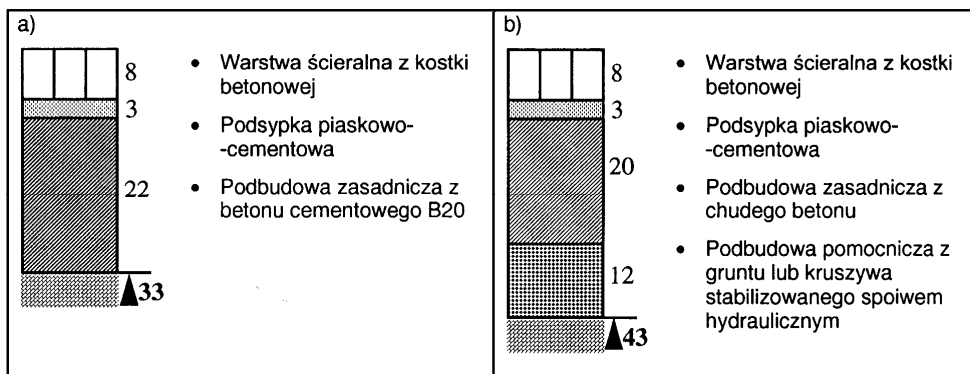 a)
8
3
22
33
• Warstwa ścieralna z kostki
betonowej
• Podsypka piaskowo-
-cementowa
• Podbudowa zasadnicza z
betonu cementowego B20
b)
8
3
20
12
43
• Warstwa ścieralna z kostki
betonowej
• Podsypka piaskowo-
-cementowa
• Podbudowa zasadnicza z
chudego betonu
• Podbudowa pomocnicza z
gruntu lub kruszywa
stabilizowanego spoiwem
hydraulicznym